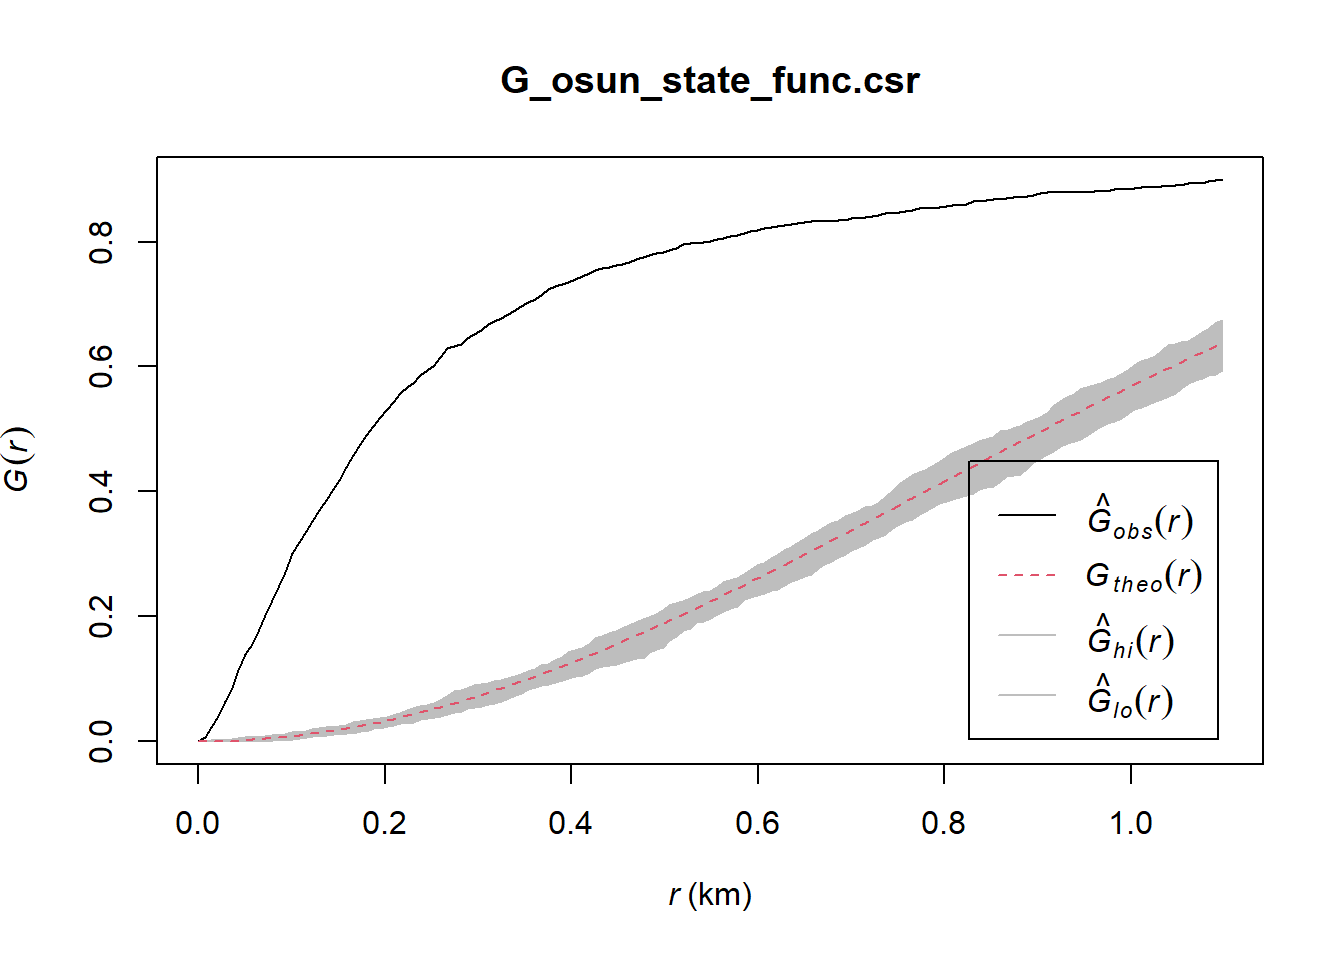 G_osun_state_func.csr
G(r)
0.8
0.6
0.4
0.2
0.0
Ĝobs(r)
Gtheo(r)
Ĝhi(r)
Ĝlo(r)
0.0 0.2 0.4 0.6 0.8 1.0
r (km)